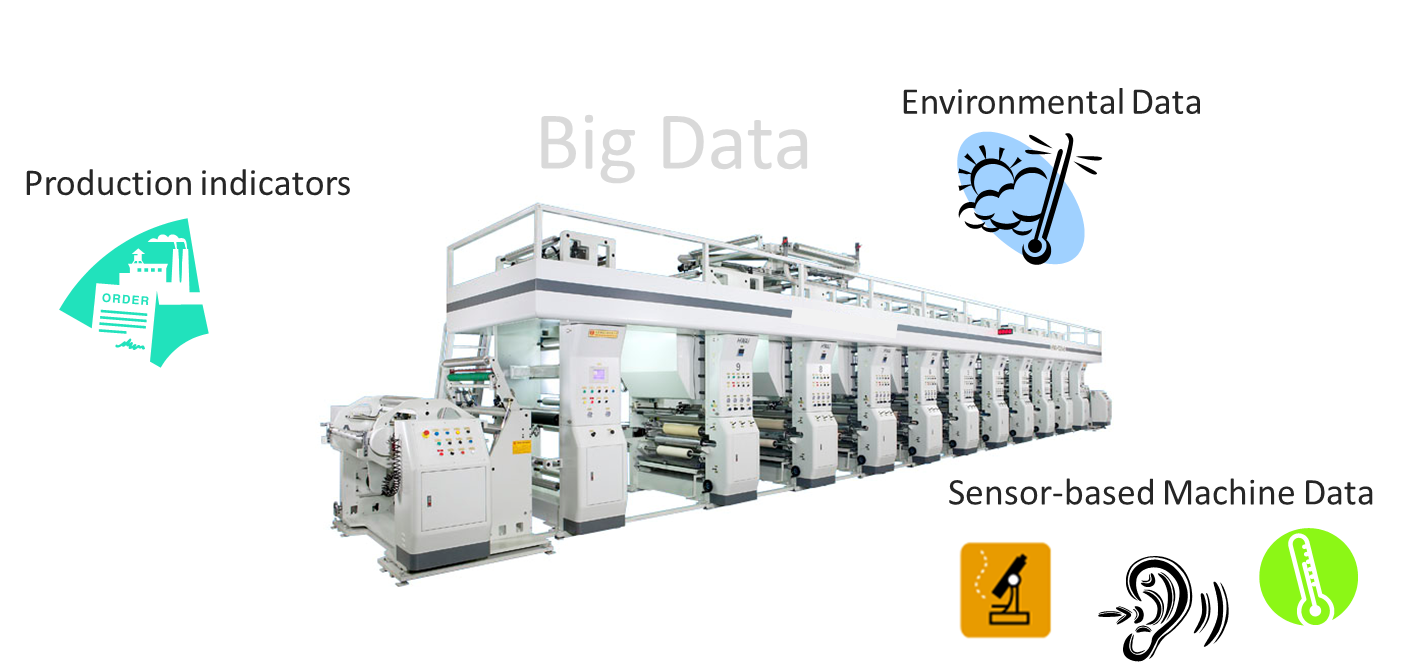 Big Data
Environmental Data
Production indicators
ORDER
Sensor-based Machine Data